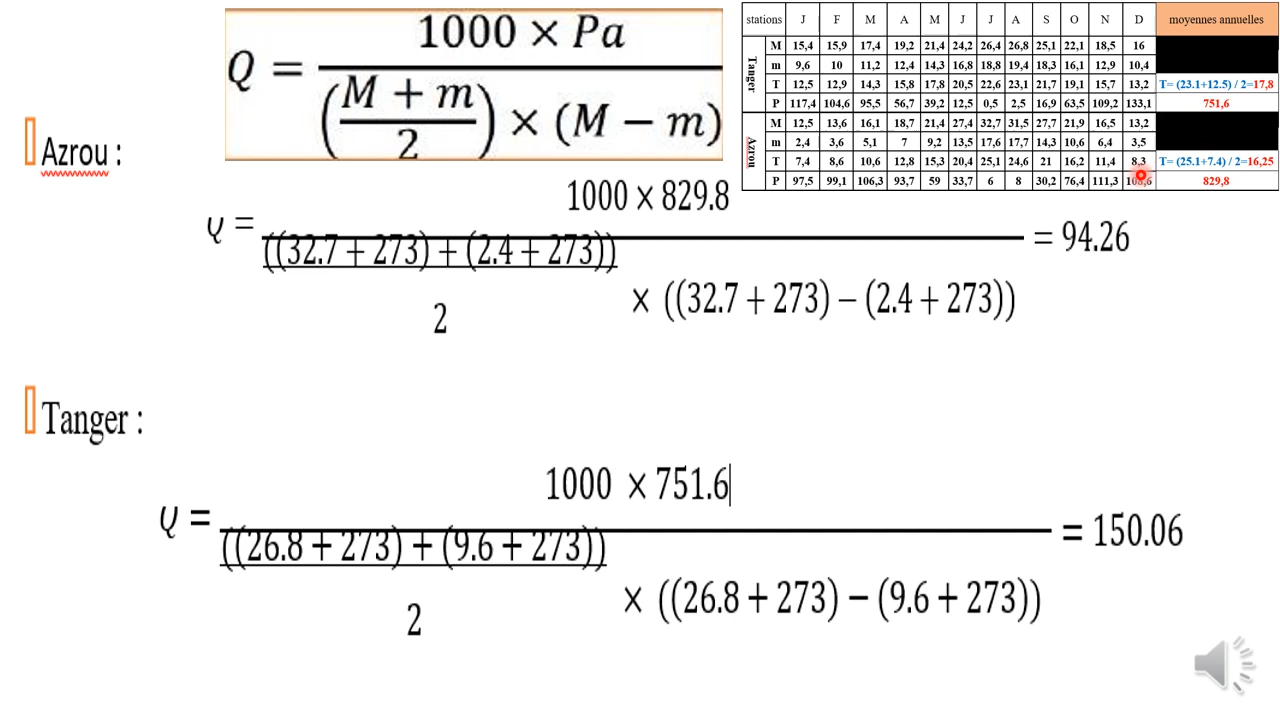 Q = 1000 × Pa / ((M + m / 2) × (M − m))
stations J F M A M J J A S O N D moyennes annuelles
Tanger
M 15,4 15,9 17,4 19,2 21,4 24,2 26,4 26,8 25,1 22,1 18,5 16
m 9,6 10 11,2 12,4 14,3 16,8 18,8 19,4 18,3 16,1 12,9 10,4
T 12,5 12,9 14,3 15,8 17,8 20,5 22,6 23,1 21,7 19,1 15,7 13,2 T= (23.1+12.5) / 2=17,8
P 117,4 104,6 95,5 56,7 39,2 12,5 0,5 2,5 16,9 63,5 109,2 133,1 751,6
Azrou
M 12,5 13,6 16,1 18,7 21,4 27,4 32,7 31,5 27,7 21,9 16,5 13,2
m 2,4 3,6 5,1 7 9,2 13,5 17,6 17,7 14,3 10,6 6,4 3,5
T 7,4 8,6 10,6 12,8 15,3 20,4 25,1 24,6 21 16,2 11,4 8,3 T= (25.1+7.4) / 2=16,25
P 97,5 99,1 106,3 93,7 59 33,7 6 8 30,2 76,4 111,3 829,8
Azrou :
1000 × 829.8
Q = = 94.26
((32.7 + 273) + (2.4 + 273))
2 × ((32.7 + 273) − (2.4 + 273))
Tanger :
1000 × 751.6
Q = = 150.06
((26.8 + 273) + (9.6 + 273))
2 × ((26.8 + 273) − (9.6 + 273))